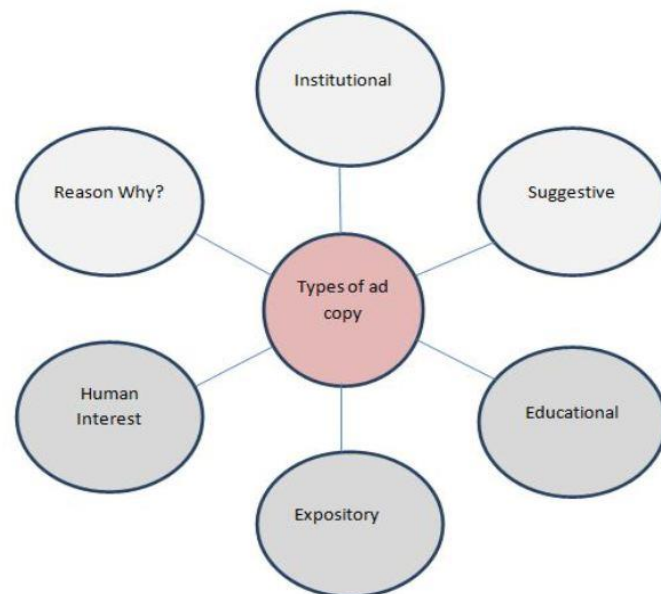 Institutional
Reason Why?
Suggestive
Types of ad
copy
Human
Interest
Educational
Expository